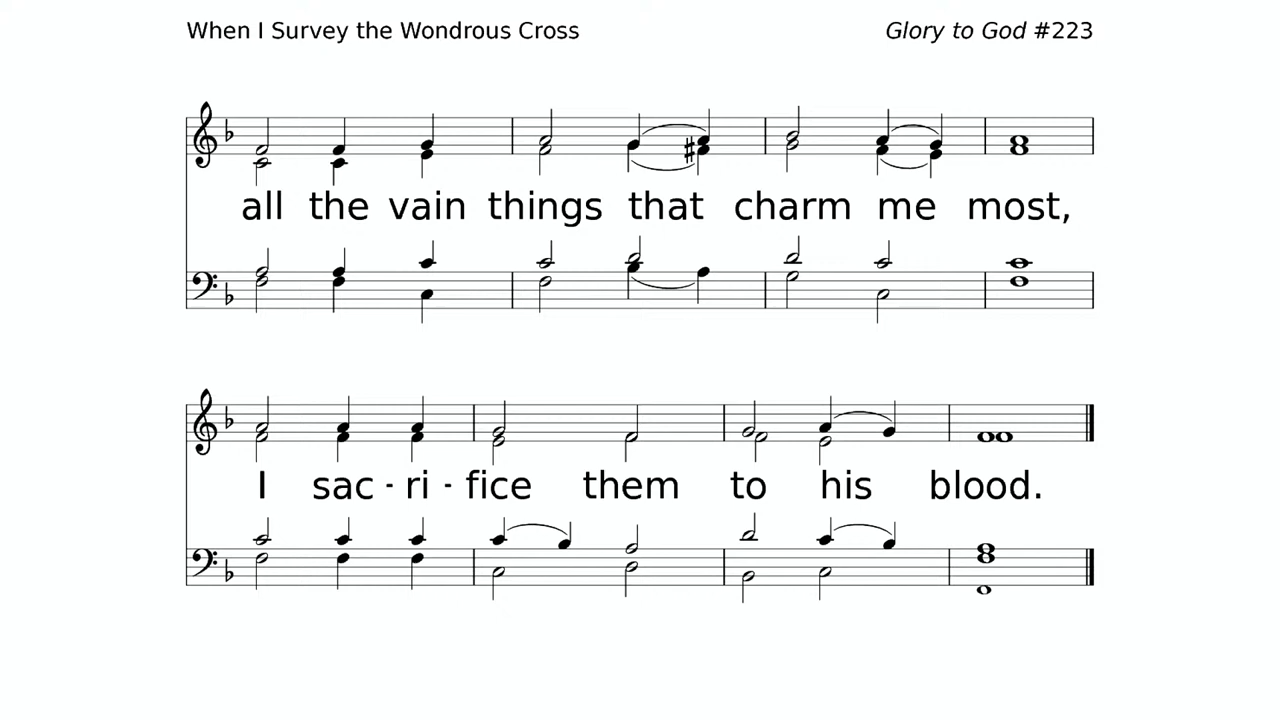 When I Survey the Wondrous Cross
Glory to God #223
all the vain things that charm me most,
I sac - ri - fice them to his blood.